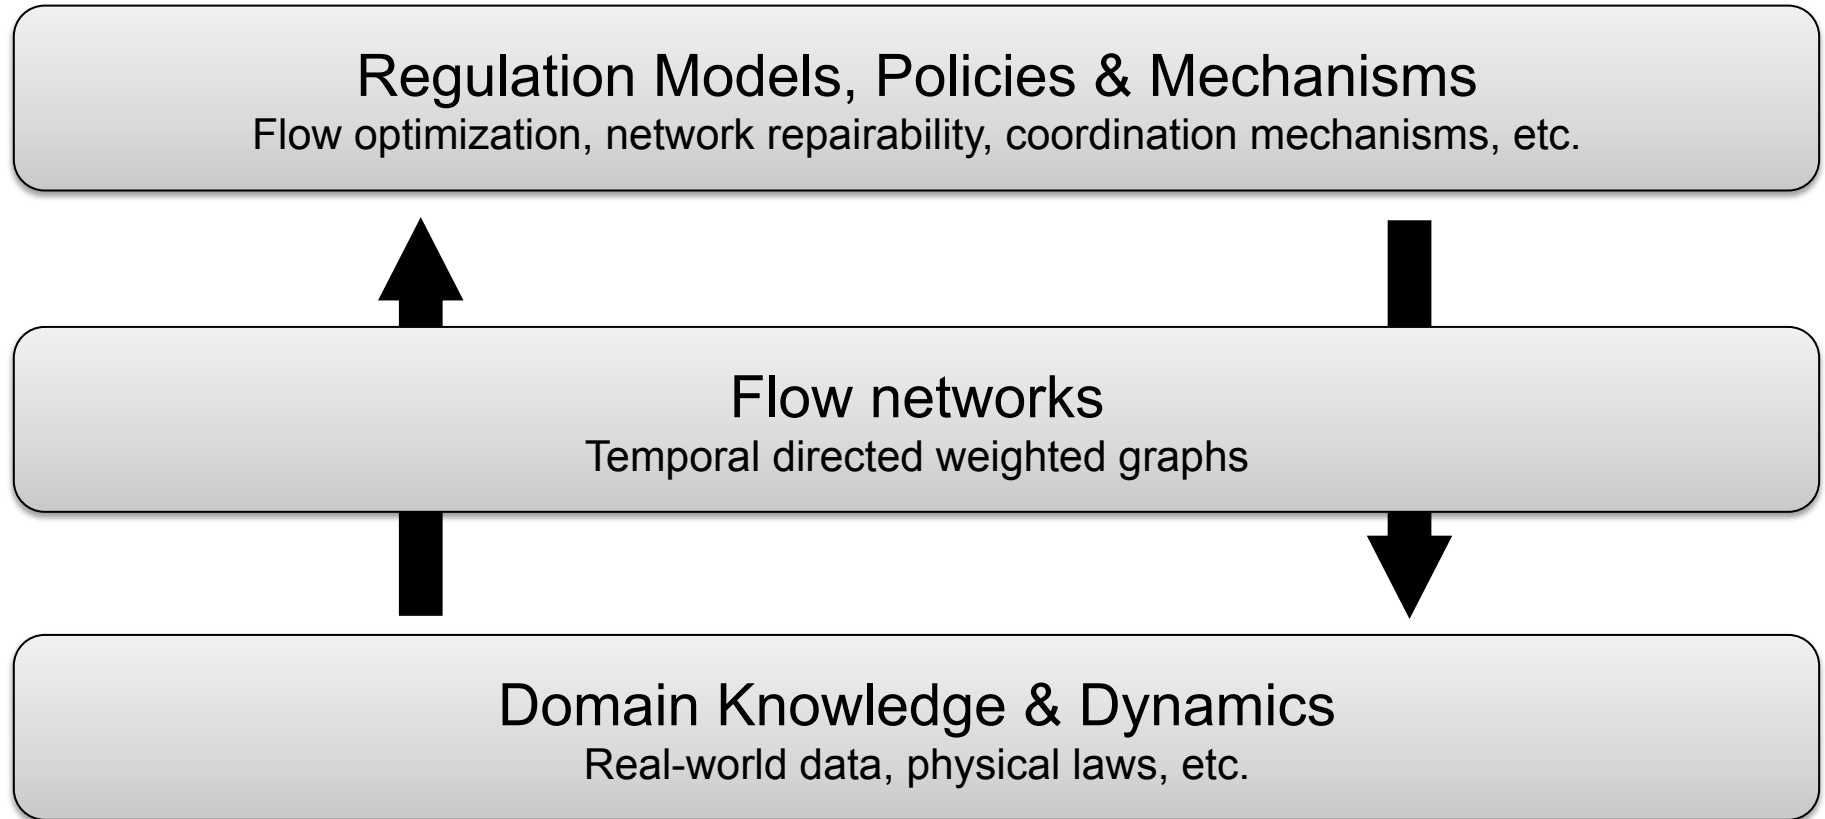 Regulation Models, Policies & Mechanisms
Flow optimization, network repairability, coordination mechanisms, etc.
Flow networks
Temporal directed weighted graphs
Domain Knowledge & Dynamics
Real-world data, physical laws, etc.